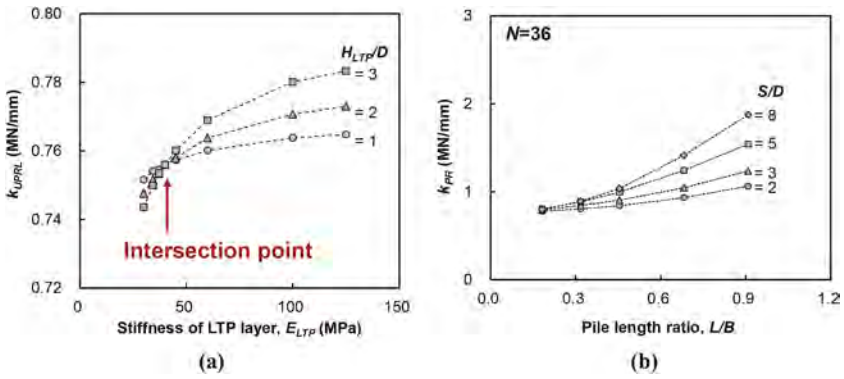 0.80
0.78
0.76
0.74
0.72
k_UPRL (MN/mm)
H_LTP/D
= 3
= 2
= 1
Intersection point
0
50
100
150
Stiffness of LTP layer, E_LTP (MPa)
(a)
3
2
1
0
k_PR (MN/mm)
N=36
S/D
= 8
= 5
= 3
= 2
0.0
0.3
0.6
0.9
1.2
Pile length ratio, L/B
(b)